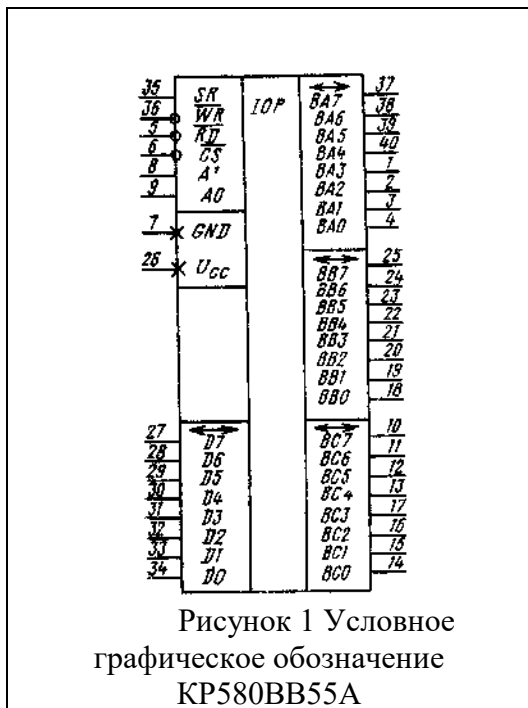 35 SR
36 WR
5 RD
6 CS
8 A1
9 A0
7 GND
26 UCC
27 D7
28 D6
29 D5
30 D4
31 D3
32 D2
33 D1
34 D0
IOP
BA7 37
BA6 38
BA5 39
BA4 40
BA3 1
BA2 2
BA1 3
BA0 4
BB7 25
BB6 24
BB5 23
BB4 22
BB3 21
BB2 20
BB1 19
BB0 18
BC7 10
BC6 11
BC5 12
BC4 13
BC3 17
BC2 16
BC1 15
BC0 14
Рисунок 1 Условное
графическое обозначение
КР580ВВ55А